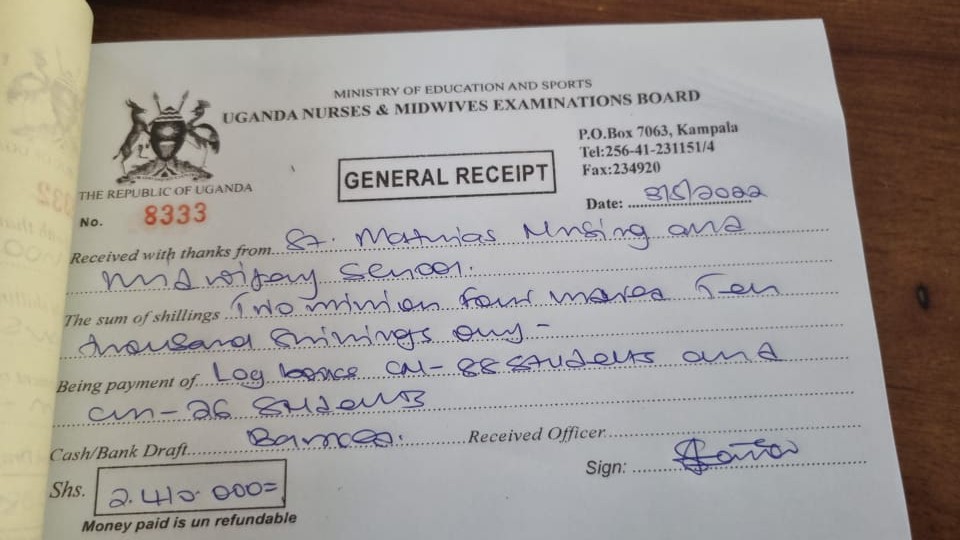 MINISTRY OF EDUCATION AND SPORTS
UGANDA NURSES & MIDWIVES EXAMINATIONS BOARD
P.O.Box 7063, Kampala
Tel:256-41-231151/4
Fax:234920
GENERAL RECEIPT
THE REPUBLIC OF UGANDA
Date: 3/5/2022
No. 8333
Received with thanks from St. Mathias Nursing and
Midwifery School.
The sum of shillings Two million four hundred Ten
thousand shillings only -
Being payment of Log books CN - 88 students and
CM - 26 students
Cash/Bank Draft Received Officer
Sign:
Shs. 2.410.000=
Money paid is un refundable